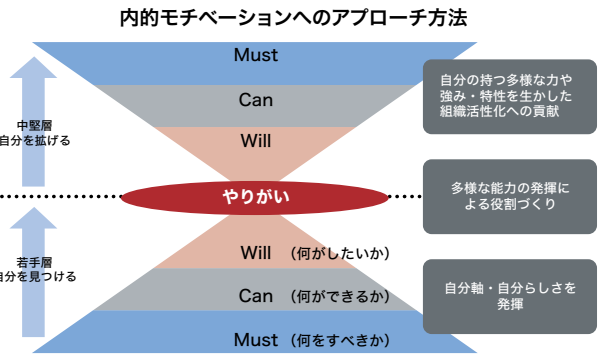 内的モチベーションへのアプローチ方法
Must
Can
Will
やりがい
Will （何がしたいか）
Can （何ができるか）
Must （何をすべきか）
中堅層
自分を拡げる
若手層
自分を見つける
自分の持つ多様な力や
強み・特性を生かした
組織活性化への貢献
多様な能力の発揮に
よる役割づくり
自分軸・自分らしさを
発揮